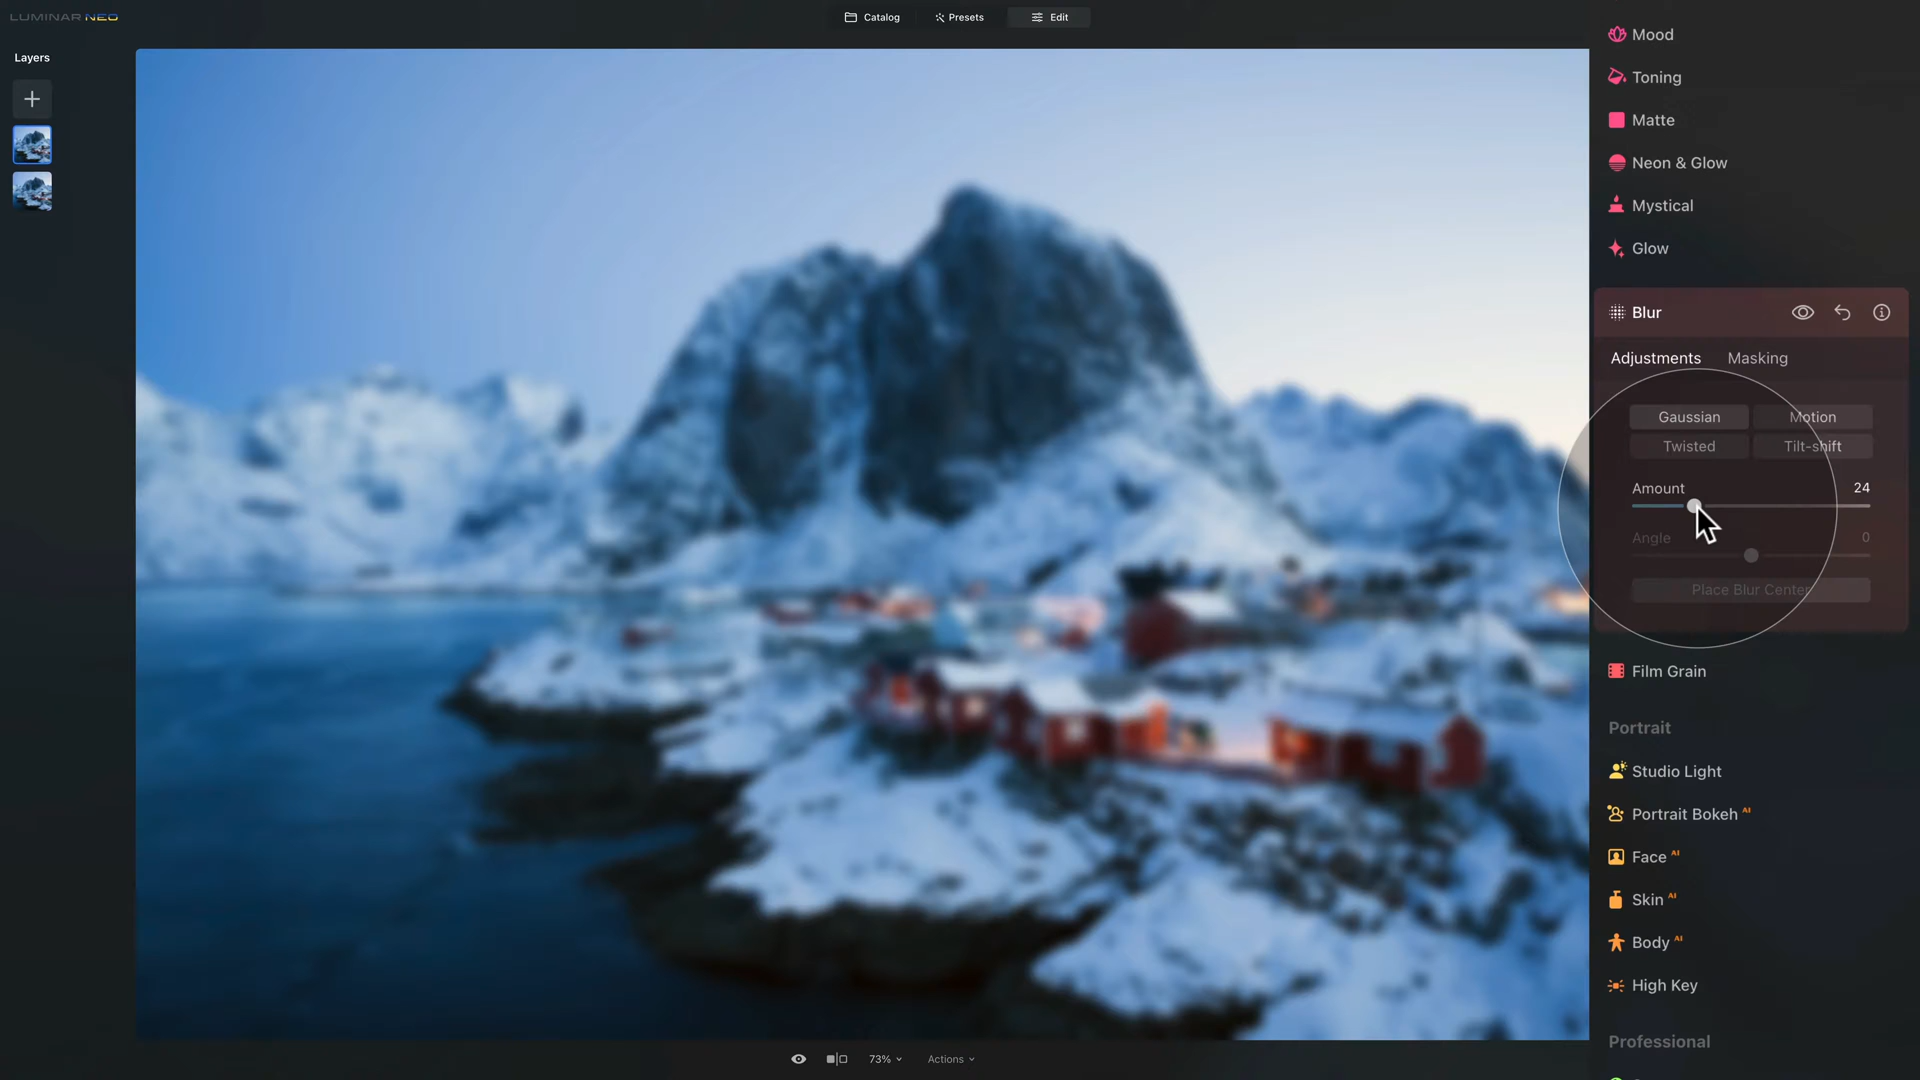 LUMINAR NEO
Catalog
Presets
Edit
Layers
Mood
Toning
Matte
Neon & Glow
Mystical
Glow
Blur
Adjustments Masking
Gaussian Motion
Twisted Tilt-shift
Amount 24
Angle 0
Place Blur Center
Film Grain
Portrait
Studio Light
Portrait Bokeh AI
Face AI
Skin AI
Body AI
High Key
Professional
73%
Actions